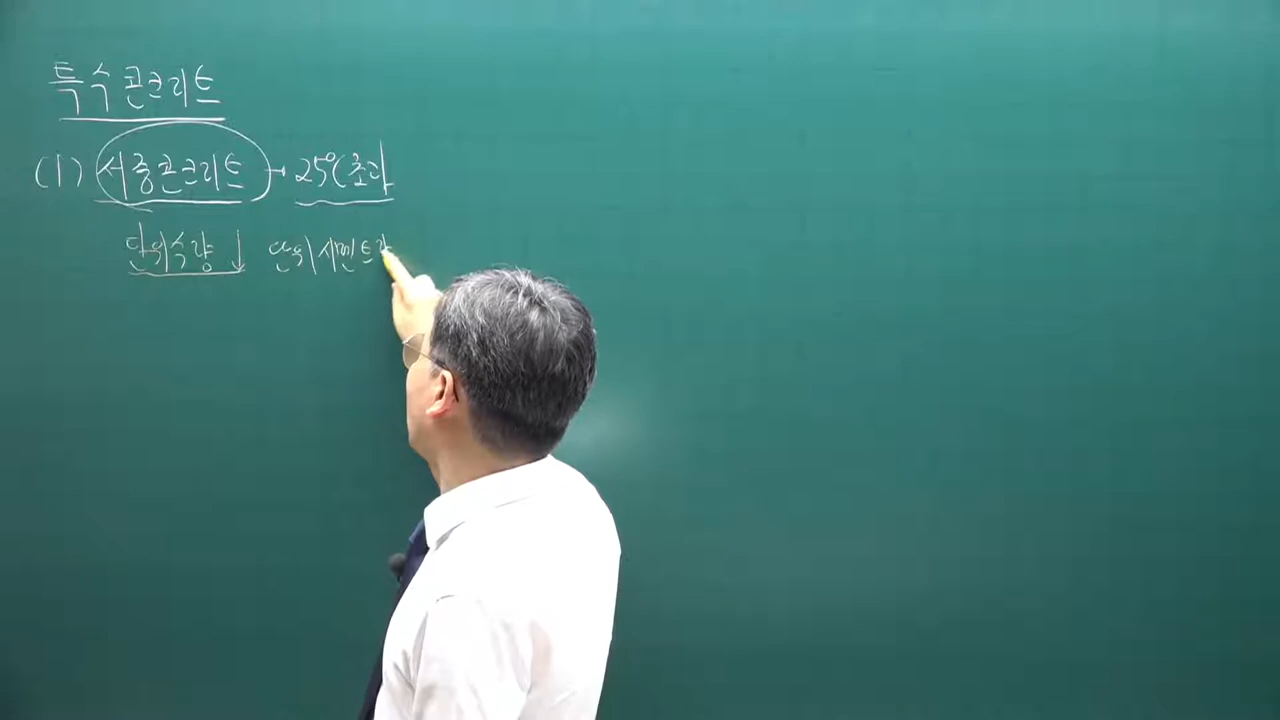 특수콘크리트
(1) 서중콘크리트 → 25℃초과
단위수량 ↓ 단위시멘트